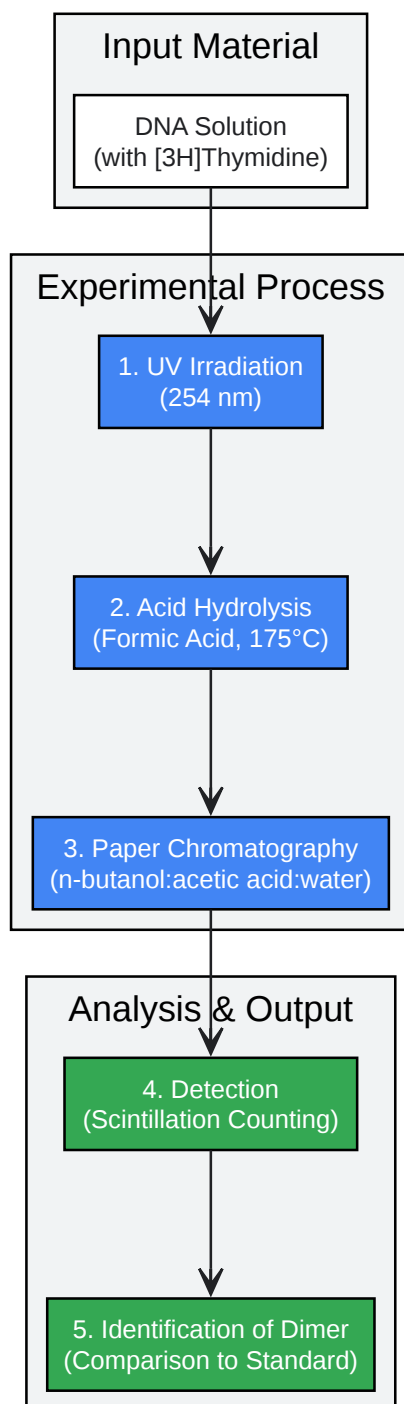 Input Material
DNA Solution
(with [3H]Thymidine)
Experimental Process
1. UV Irradiation
(254 nm)
2. Acid Hydrolysis
(Formic Acid, 175°C)
3. Paper Chromatography
(n-butanol:acetic acid:water)
Analysis & Output
4. Detection
(Scintillation Counting)
5. Identification of Dimer
(Comparison to Standard)